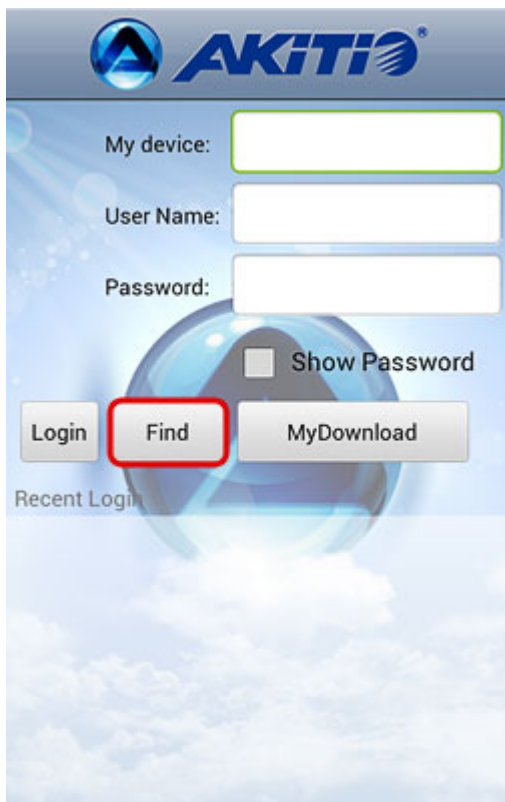 AKiTiO®
My device:
User Name:
Password:
Show Password
Login Find MyDownload
Recent Login